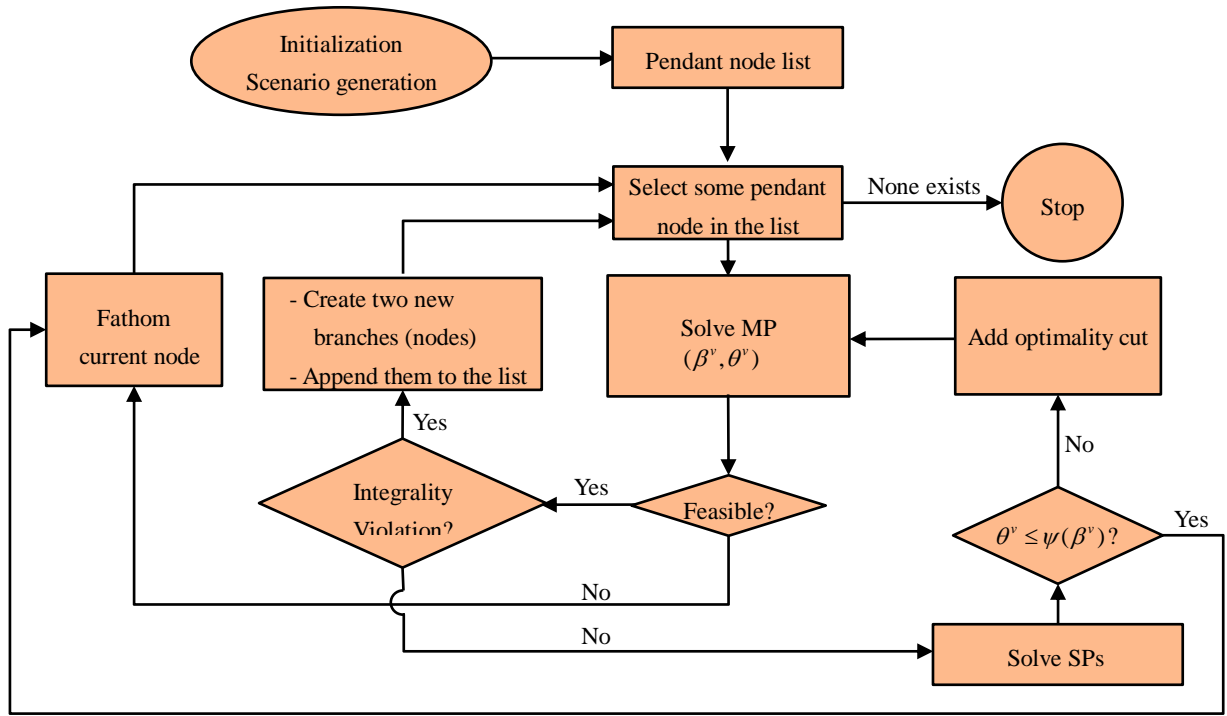 Initialization
Scenario generation
Pendant node list
Select some pendant
node in the list
None exists
Stop
Fathom
current node
- Create two new
branches (nodes)
- Append them to the list
Solve MP
(β^v, θ^v)
Add optimality cut
Yes
No
Integrality
Violation?
Yes
Feasible?
θ^v ≤ ψ(β^v)?
Yes
No
No
Solve SPs